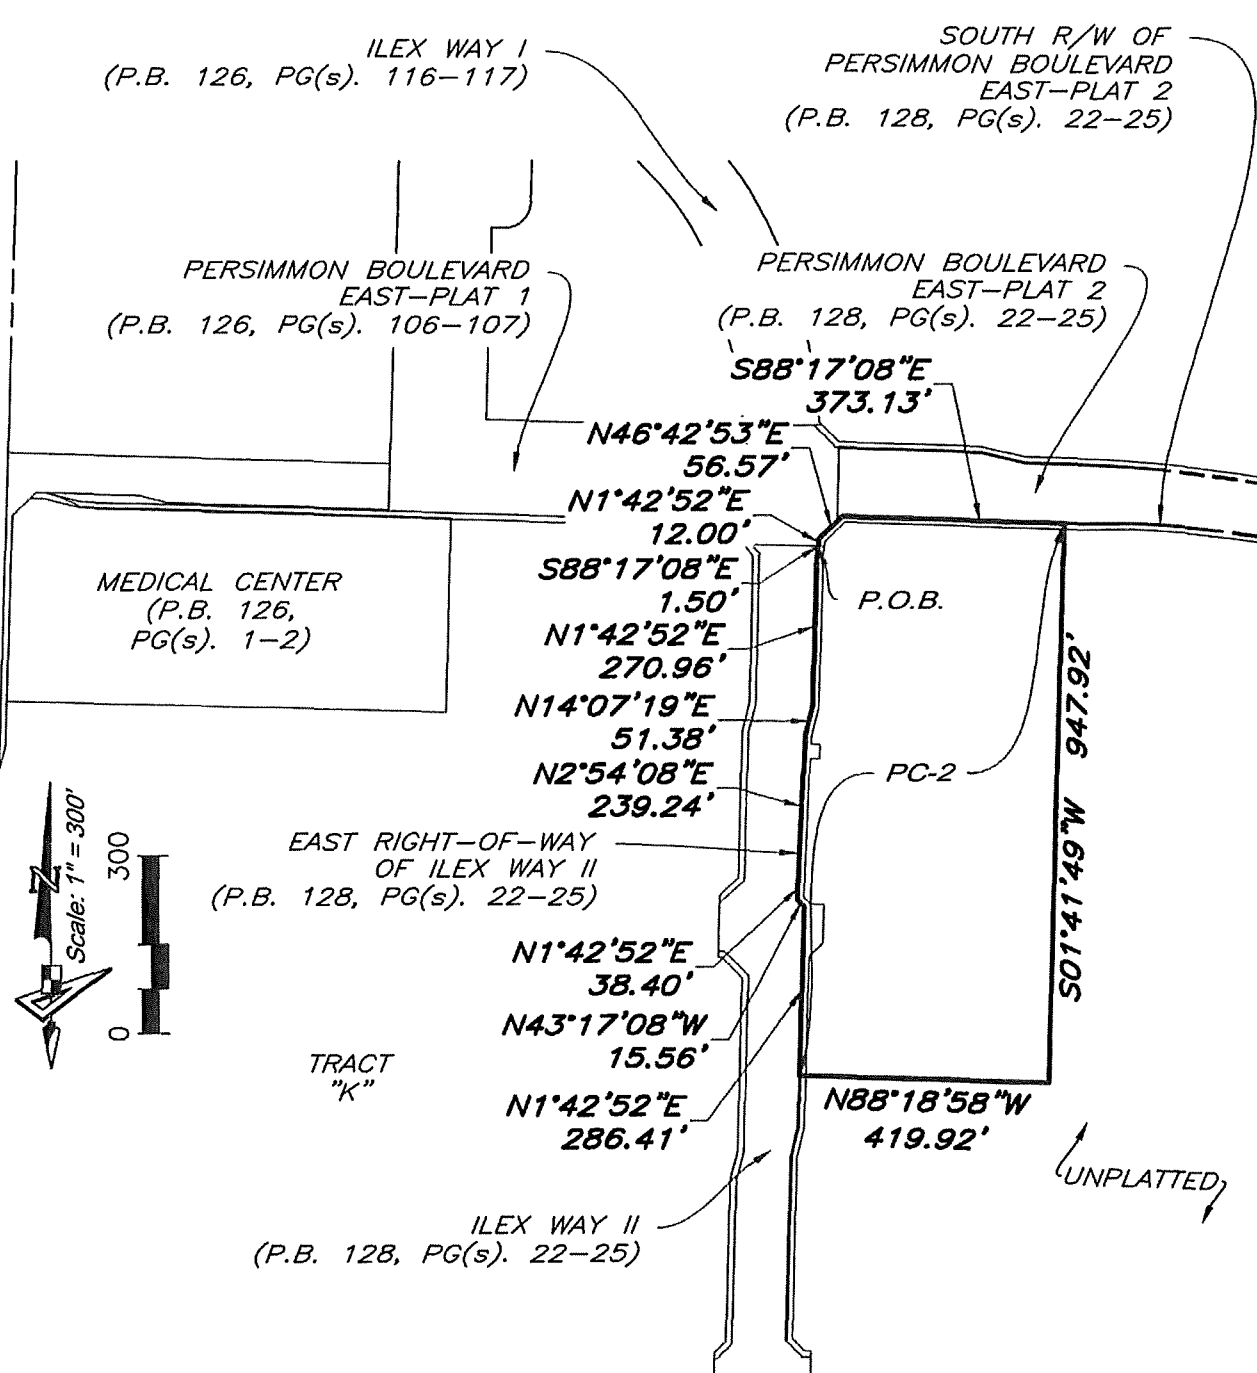 ILEX WAY I
(P.B. 126, PG(s). 116-117)
SOUTH R/W OF
PERSIMMON BOULEVARD
EAST-PLAT 2
(P.B. 128, PG(s). 22-25)
PERSIMMON BOULEVARD
EAST-PLAT 1
(P.B. 126, PG(s). 106-107)
PERSIMMON BOULEVARD
EAST-PLAT 2
(P.B. 128, PG(s). 22-25)
S88°17'08"E
373.13'
N46°42'53"E
56.57'
N1°42'52"E
12.00'
S88°17'08"E
1.50'
P.O.B.
MEDICAL CENTER
(P.B. 126,
PG(s). 1-2)
N1°42'52"E
270.96'
N14°07'19"E
51.38'
N2°54'08"E
239.24'
PC-2
S01°41'49"W 947.92'
EAST RIGHT-OF-WAY
OF ILEX WAY II
(P.B. 128, PG(s). 22-25)
N
Scale: 1" = 300'
300
0
N1°42'52"E
38.40'
N43°17'08"W
15.56'
TRACT
"K"
N1°42'52"E
286.41'
N88°18'58"W
419.92'
UNPLATTED
ILEX WAY II
(P.B. 128, PG(s). 22-25)